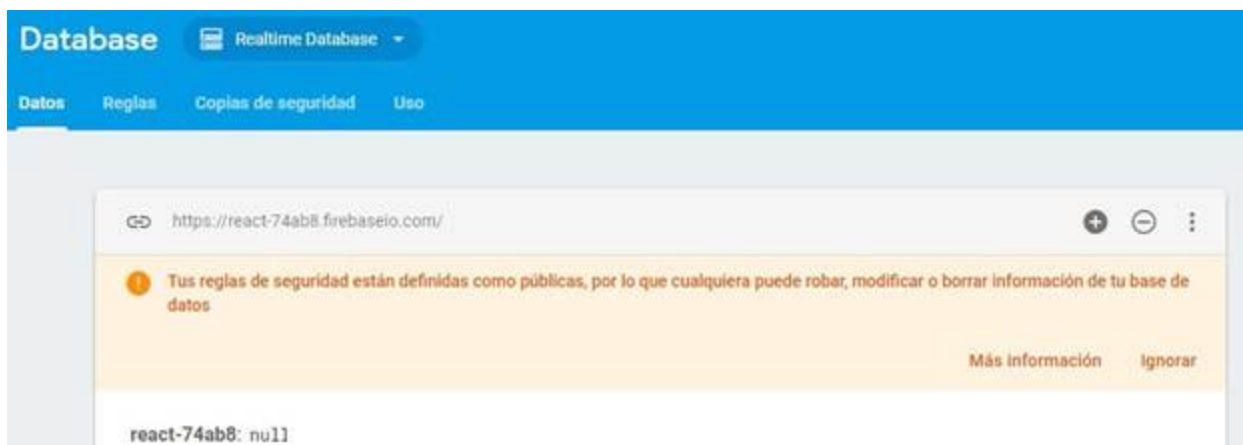 Database Realtime Database
Datos Reglas Copias de seguridad Uso
https://react-74ab8.firebaseio.com/
Tus reglas de seguridad están definidas como públicas, por lo que cualquiera puede robar, modificar o borrar información de tu base de
datos
Más información Ignorar
react-74ab8: null